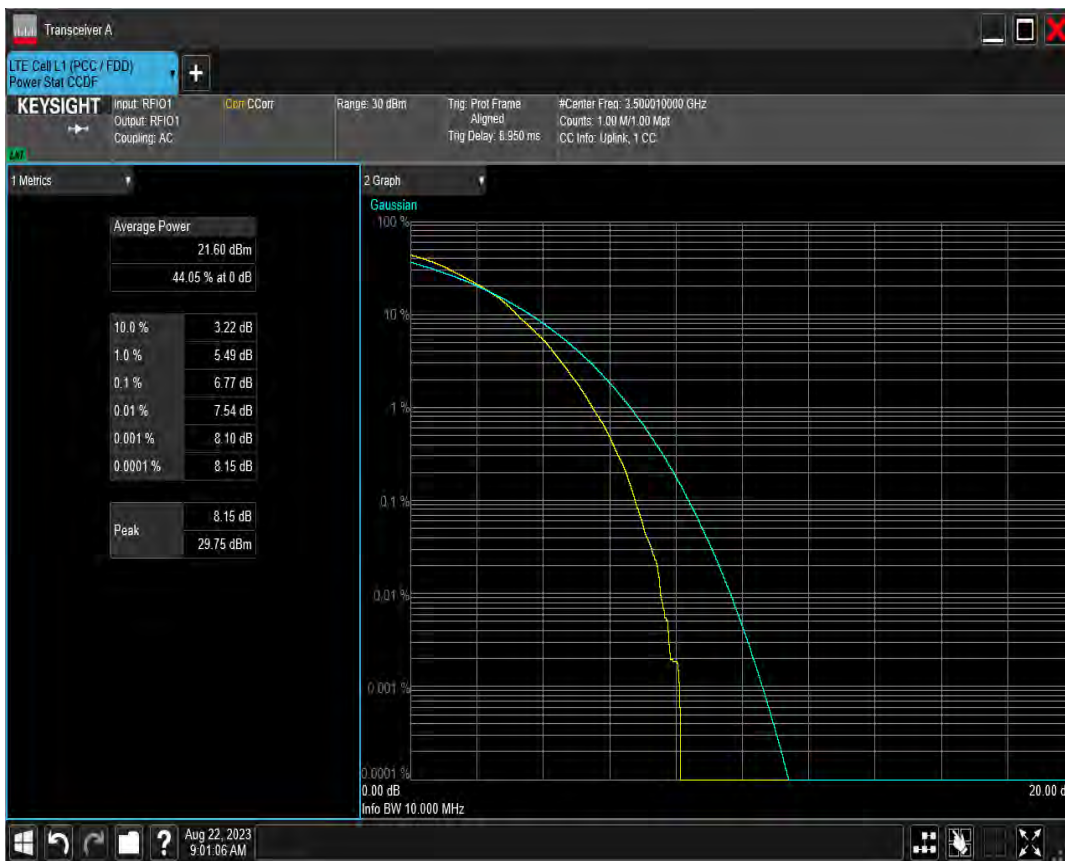 Transceiver A
LTE Cell L1 (PCC / FDD)
Power Stat CCDF
+
KEYSIGHT
Input: RFIO1
Output: RFIO1
Coupling: AC
Corr CCorr
Range: 30 dBm
Trig: Prot Frame
Aligned
Trig Delay: 8.950 ms
#Center Freq: 3.500010000 GHz
Counts: 1.00 M/1.00 Mpt
CC Info: Uplink, 1 CC
1 Metrics
Average Power
21.60 dBm
44.05 % at 0 dB
10.0 % 3.22 dB
1.0 % 5.49 dB
0.1 % 6.77 dB
0.01 % 7.54 dB
0.001 % 8.10 dB
0.0001 % 8.15 dB
Peak
8.15 dB
29.75 dBm
2 Graph
Gaussian
100 %
10 %
1 %
0.1 %
0.01 %
0.001 %
0.0001 %
0.00 dB
20.00 d
Info BW 10.000 MHz
?
Aug 22, 2023
9:01:06 AM